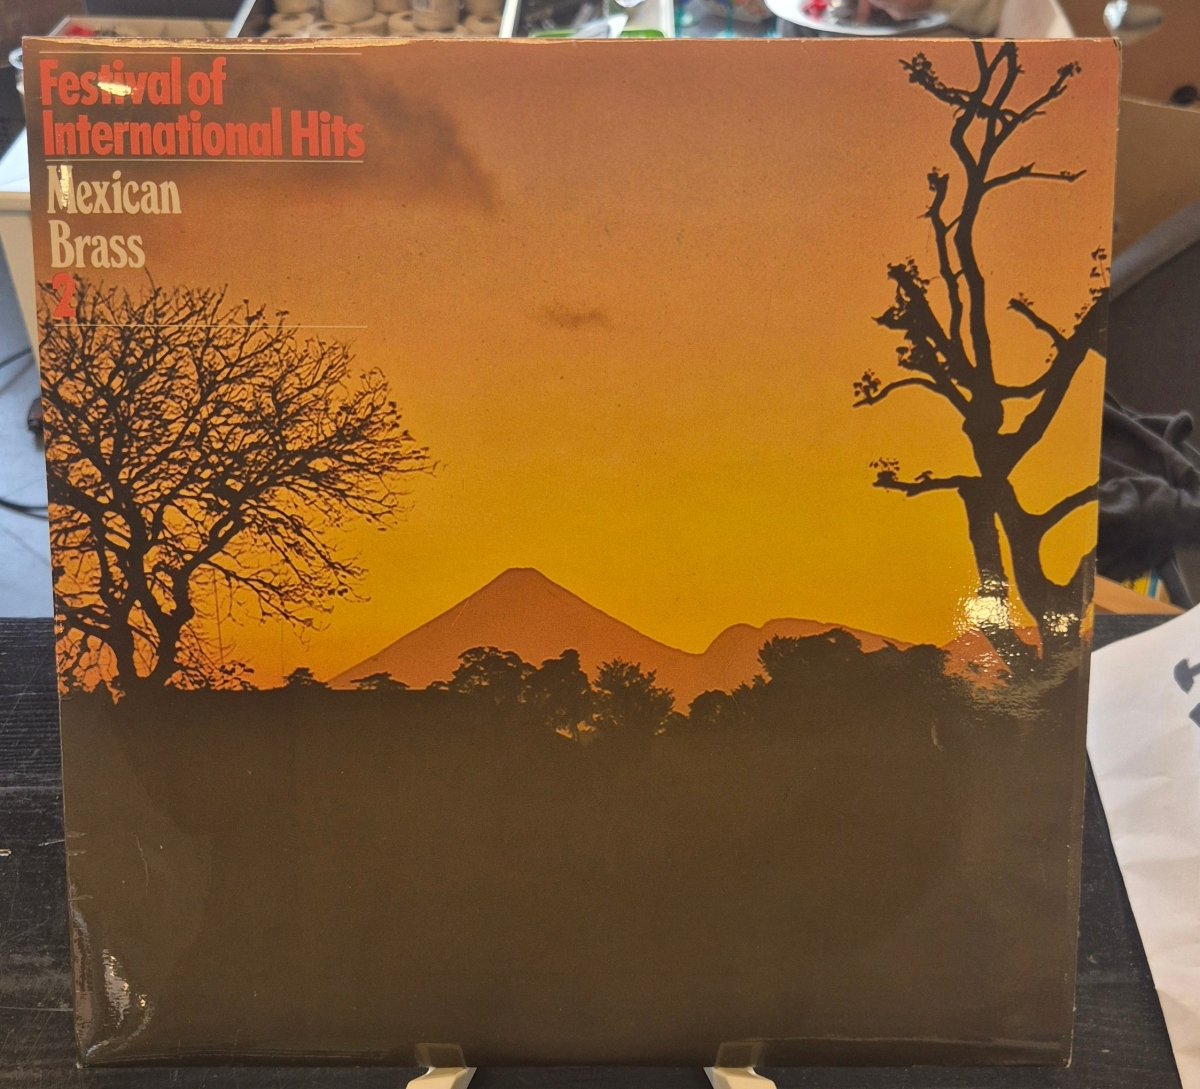 Festival of
International Hits
Mexican
Brass
2